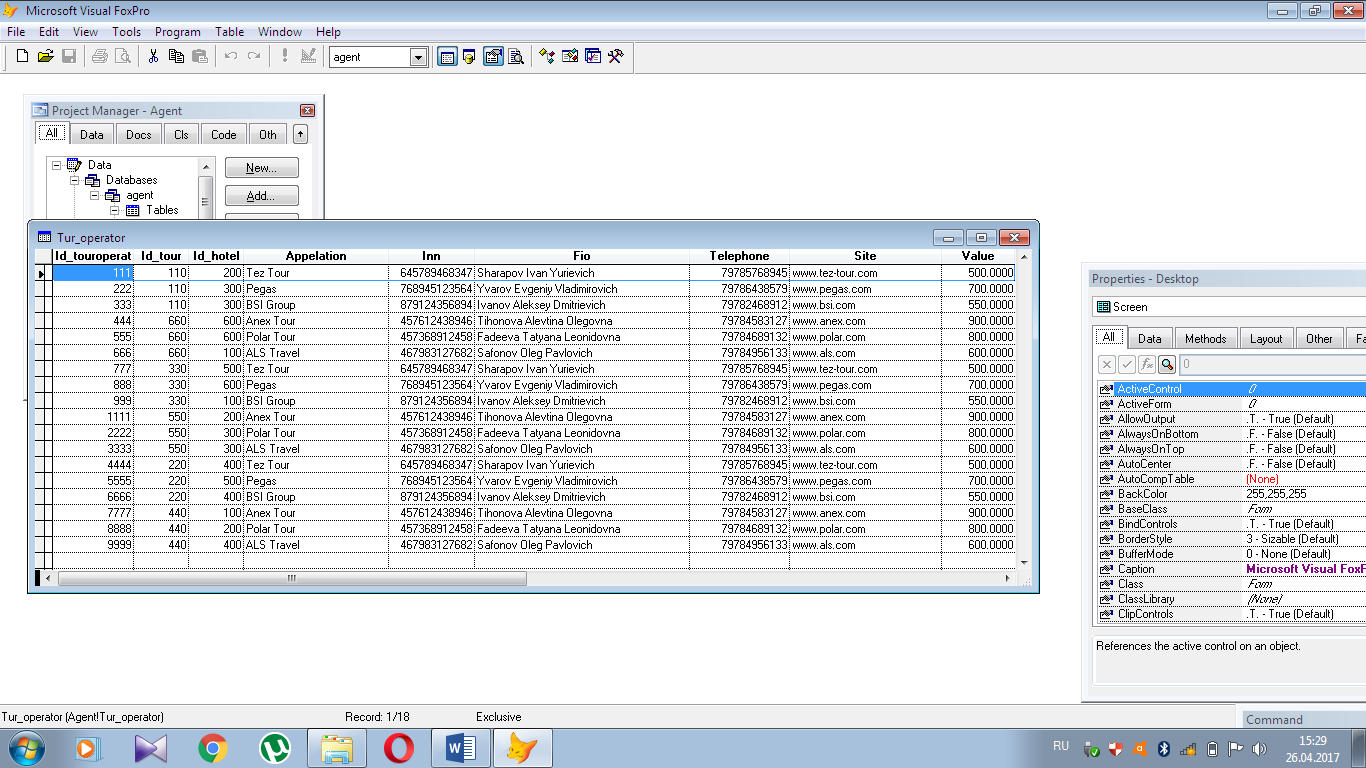 Microsoft Visual FoxPro
File Edit View Tools Program Table Window Help
agent
Project Manager - Agent
All Data Docs Cls Code Oth
Data
Databases
agent
Tables
New...
Add...
Tur_operator
Id_touroperat Id_tour Id_hotel Appelation Inn Fio Telephone Site Value
111 110 200 Tez Tour 645789468347 Sharapov Ivan Yurievich 79785768945 www.tez-tour.com 500.0000
222 110 300 Pegas 768945123564 Yvarov Evgeniy Vladimirovich 79786438579 www.pegas.com 700.0000
333 110 300 BSI Group 879124356894 Ivanov Aleksey Dmitrievich 79782468912 www.bsi.com 550.0000
444 660 600 Anex Tour 457612438946 Tihonova Alevtina Olegovna 79784583127 www.anex.com 900.0000
555 660 600 Polar Tour 457368912458 Fadeeva Tatyana Leonidovna 79784689132 www.polar.com 800.0000
666 660 100 ALS Travel 467983127682 Safonov Oleg Pavlovich 79784956133 www.als.com 600.0000
777 330 500 Tez Tour 645789468347 Sharapov Ivan Yurievich 79785768945 www.tez-tour.com 500.0000
888 330 600 Pegas 768945123564 Yvarov Evgeniy Vladimirovich 79786438579 www.pegas.com 700.0000
999 330 100 BSI Group 879124356894 Ivanov Aleksey Dmitrievich 79782468912 www.bsi.com 550.0000
1111 550 200 Anex Tour 457612438946 Tihonova Alevtina Olegovna 79784583127 www.anex.com 900.0000
2222 550 300 Polar Tour 457368912458 Fadeeva Tatyana Leonidovna 79784689132 www.polar.com 800.0000
3333 550 300 ALS Travel 467983127682 Safonov Oleg Pavlovich 79784956133 www.als.com 600.0000
4444 220 400 Tez Tour 645789468347 Sharapov Ivan Yurievich 79785768945 www.tez-tour.com 500.0000
5555 220 500 Pegas 768945123564 Yvarov Evgeniy Vladimirovich 79786438579 www.pegas.com 700.0000
6666 220 400 BSI Group 879124356894 Ivanov Aleksey Dmitrievich 79782468912 www.bsi.com 550.0000
7777 440 100 Anex Tour 457612438946 Tihonova Alevtina Olegovna 79784583127 www.anex.com 900.0000
8888 440 200 Polar Tour 457368912458 Fadeeva Tatyana Leonidovna 79784689132 www.polar.com 800.0000
9999 440 400 ALS Travel 467983127682 Safonov Oleg Pavlovich 79784956133 www.als.com 600.0000
Properties - Desktop
Screen
All Data Methods Layout Other Fa
0
ActiveControl ()
ActiveForm ()
AllowOutput .T. - True (Default)
AlwaysOnBottom .F. - False (Default)
AlwaysOnTop .F. - False (Default)
AutoCenter .F. - False (Default)
AutoCompTable (None)
BackColor 255,255,255
BaseClass Form
BindControls .T. - True (Default)
BorderStyle 3 - Sizable (Default)
BufferMode 0 - None (Default)
Caption Microsoft Visual FoxP
Class Form
ClassLibrary (None)
ClipControls .T. - True (Default)
References the active control on an object.
Tur_operator (Agent!Tur_operator) Record: 1/18 Exclusive
Command
RU
15:29
26.04.2017